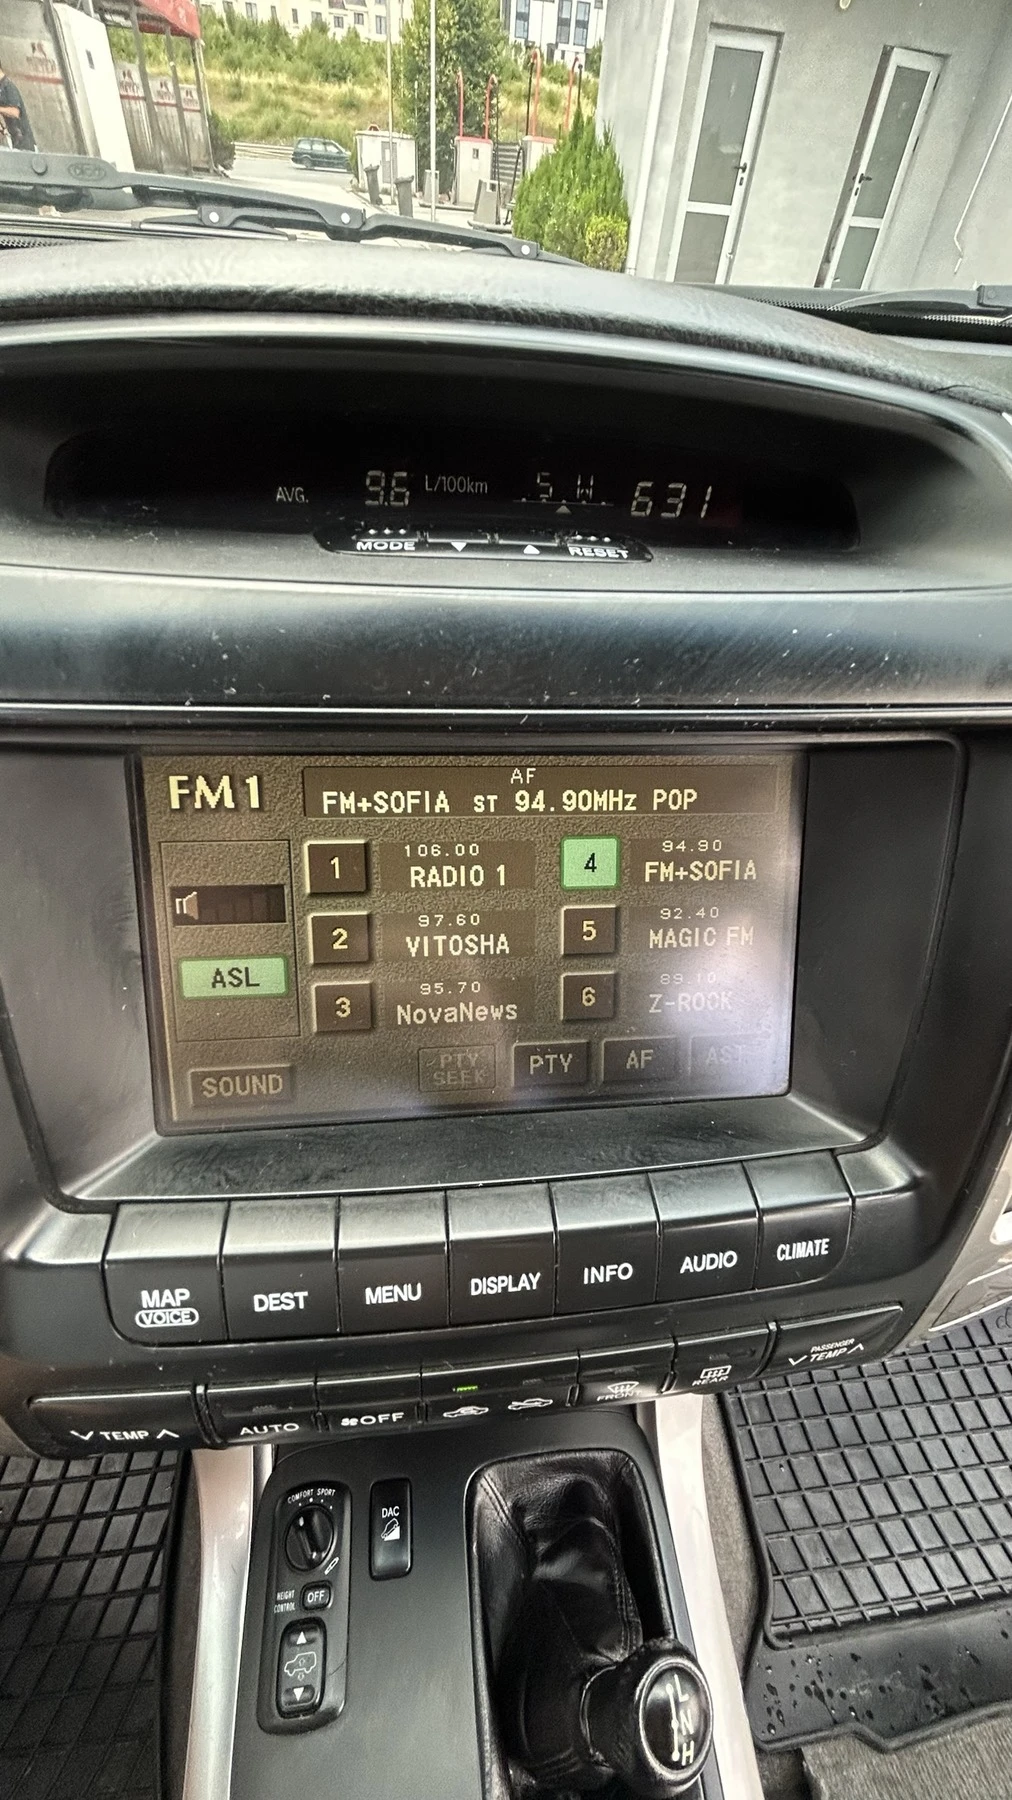 AVG. 9.6 L/100km S W 631
MODE ▼ ▲ RESET
FM1
AF
FM+SOFIA ST 94.90MHz POP
1 106.00 RADIO 1
4 94.90 FM+SOFIA
2 97.60 VITOSHA
5 92.40 MAGIC FM
3 95.70 NovaNews
6 89.10 Z-ROCK
ASL
SOUND
PTY SEEK
PTY
AF
AST
MAP
VOICE
DEST
MENU
DISPLAY
INFO
AUDIO
CLIMATE
TEMP
AUTO
OFF
FRONT
REAR
PASSENGER
TEMP
COMFORT SPORT
DAC
HEIGHT
CONTROL
OFF
L
N
H